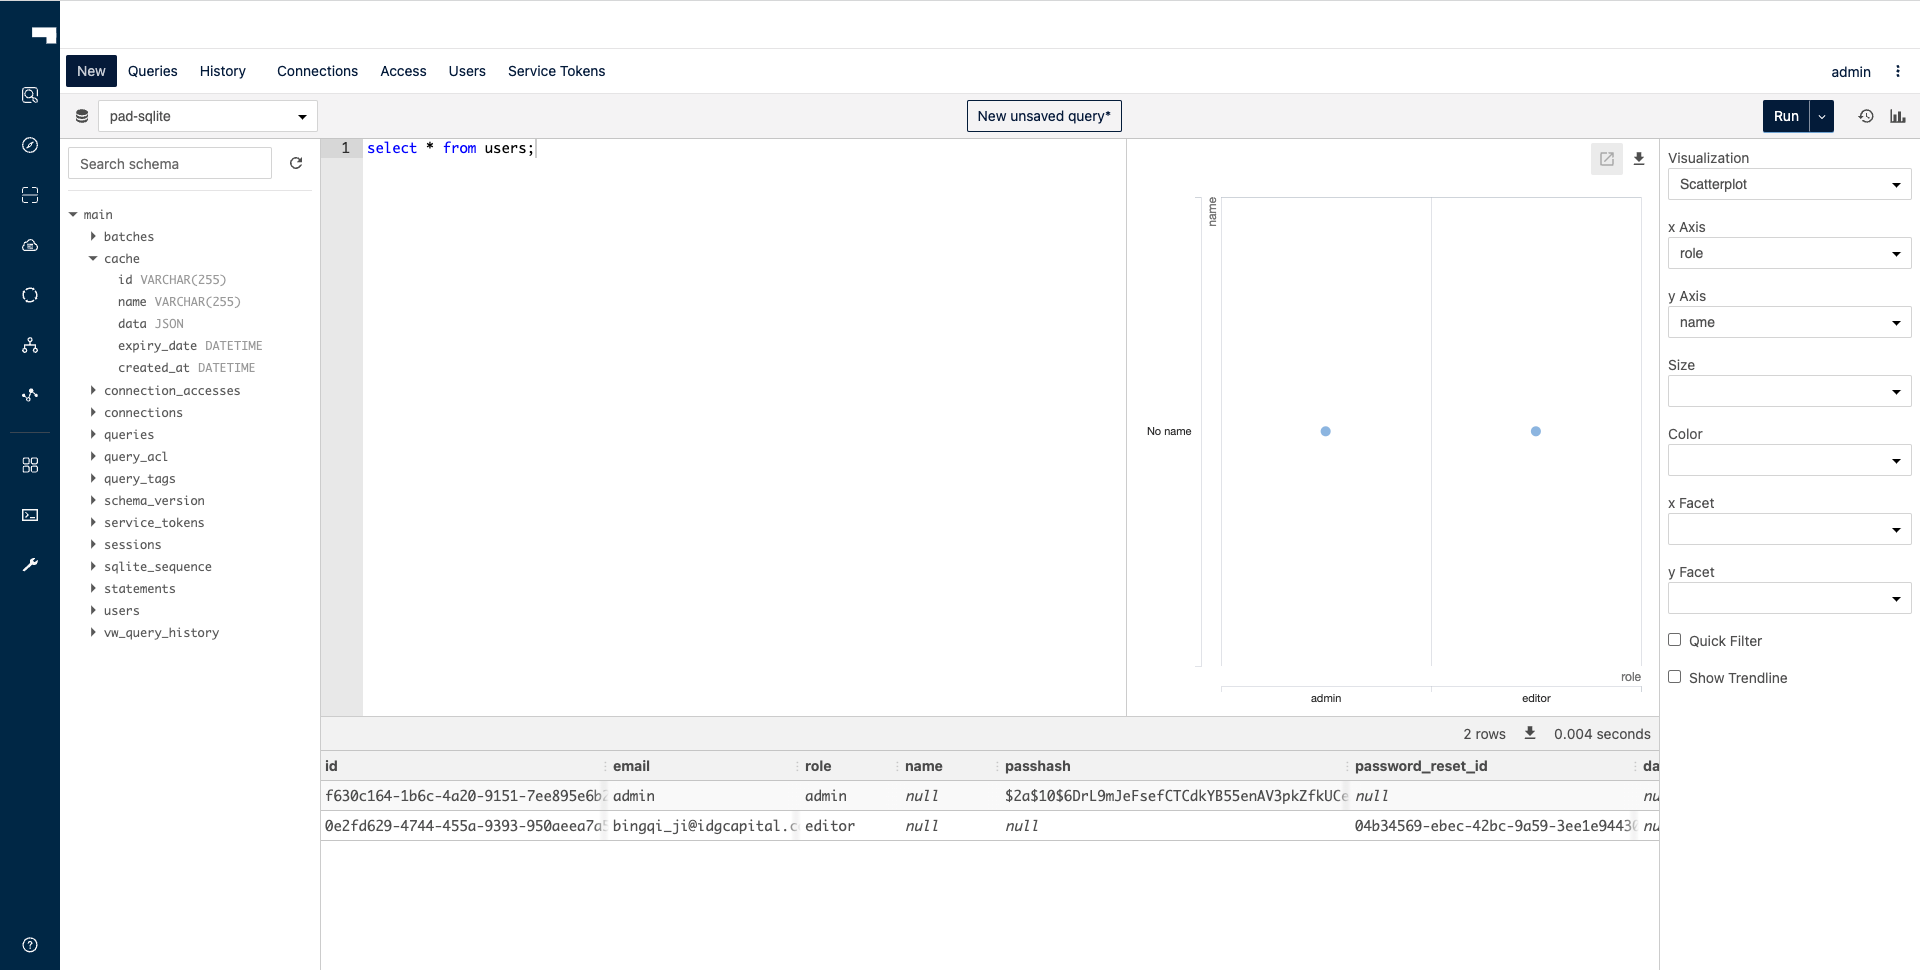 New Queries History Connections Access Users Service Tokens admin
pad-sqlite New unsaved query* Run
Search schema
main
batches
cache
id VARCHAR(255)
name VARCHAR(255)
data JSON
expiry_date DATETIME
created_at DATETIME
connection_accesses
connections
queries
query_acl
query_tags
schema_version
service_tokens
sessions
sqlite_sequence
statements
users
vw_query_history
1 select * from users;
name
No name
role
admin editor
Visualization
Scatterplot
x Axis
role
y Axis
name
Size
Color
x Facet
y Facet
Quick Filter
Show Trendline
2 rows 0.004 seconds
id email role name passhash password_reset_id da
f630c164-1b6c-4a20-9151-7ee895e6b2 admin admin null $2a$10$6DrL9mJeFsefCTCdkYB55enAV3pkZfkUCe null nu
0e2fd629-4744-455a-9393-950aeea7a5 bingqi_ji@idgcapital.c editor null null 04b34569-ebec-42bc-9a59-3ee1e94430 nu